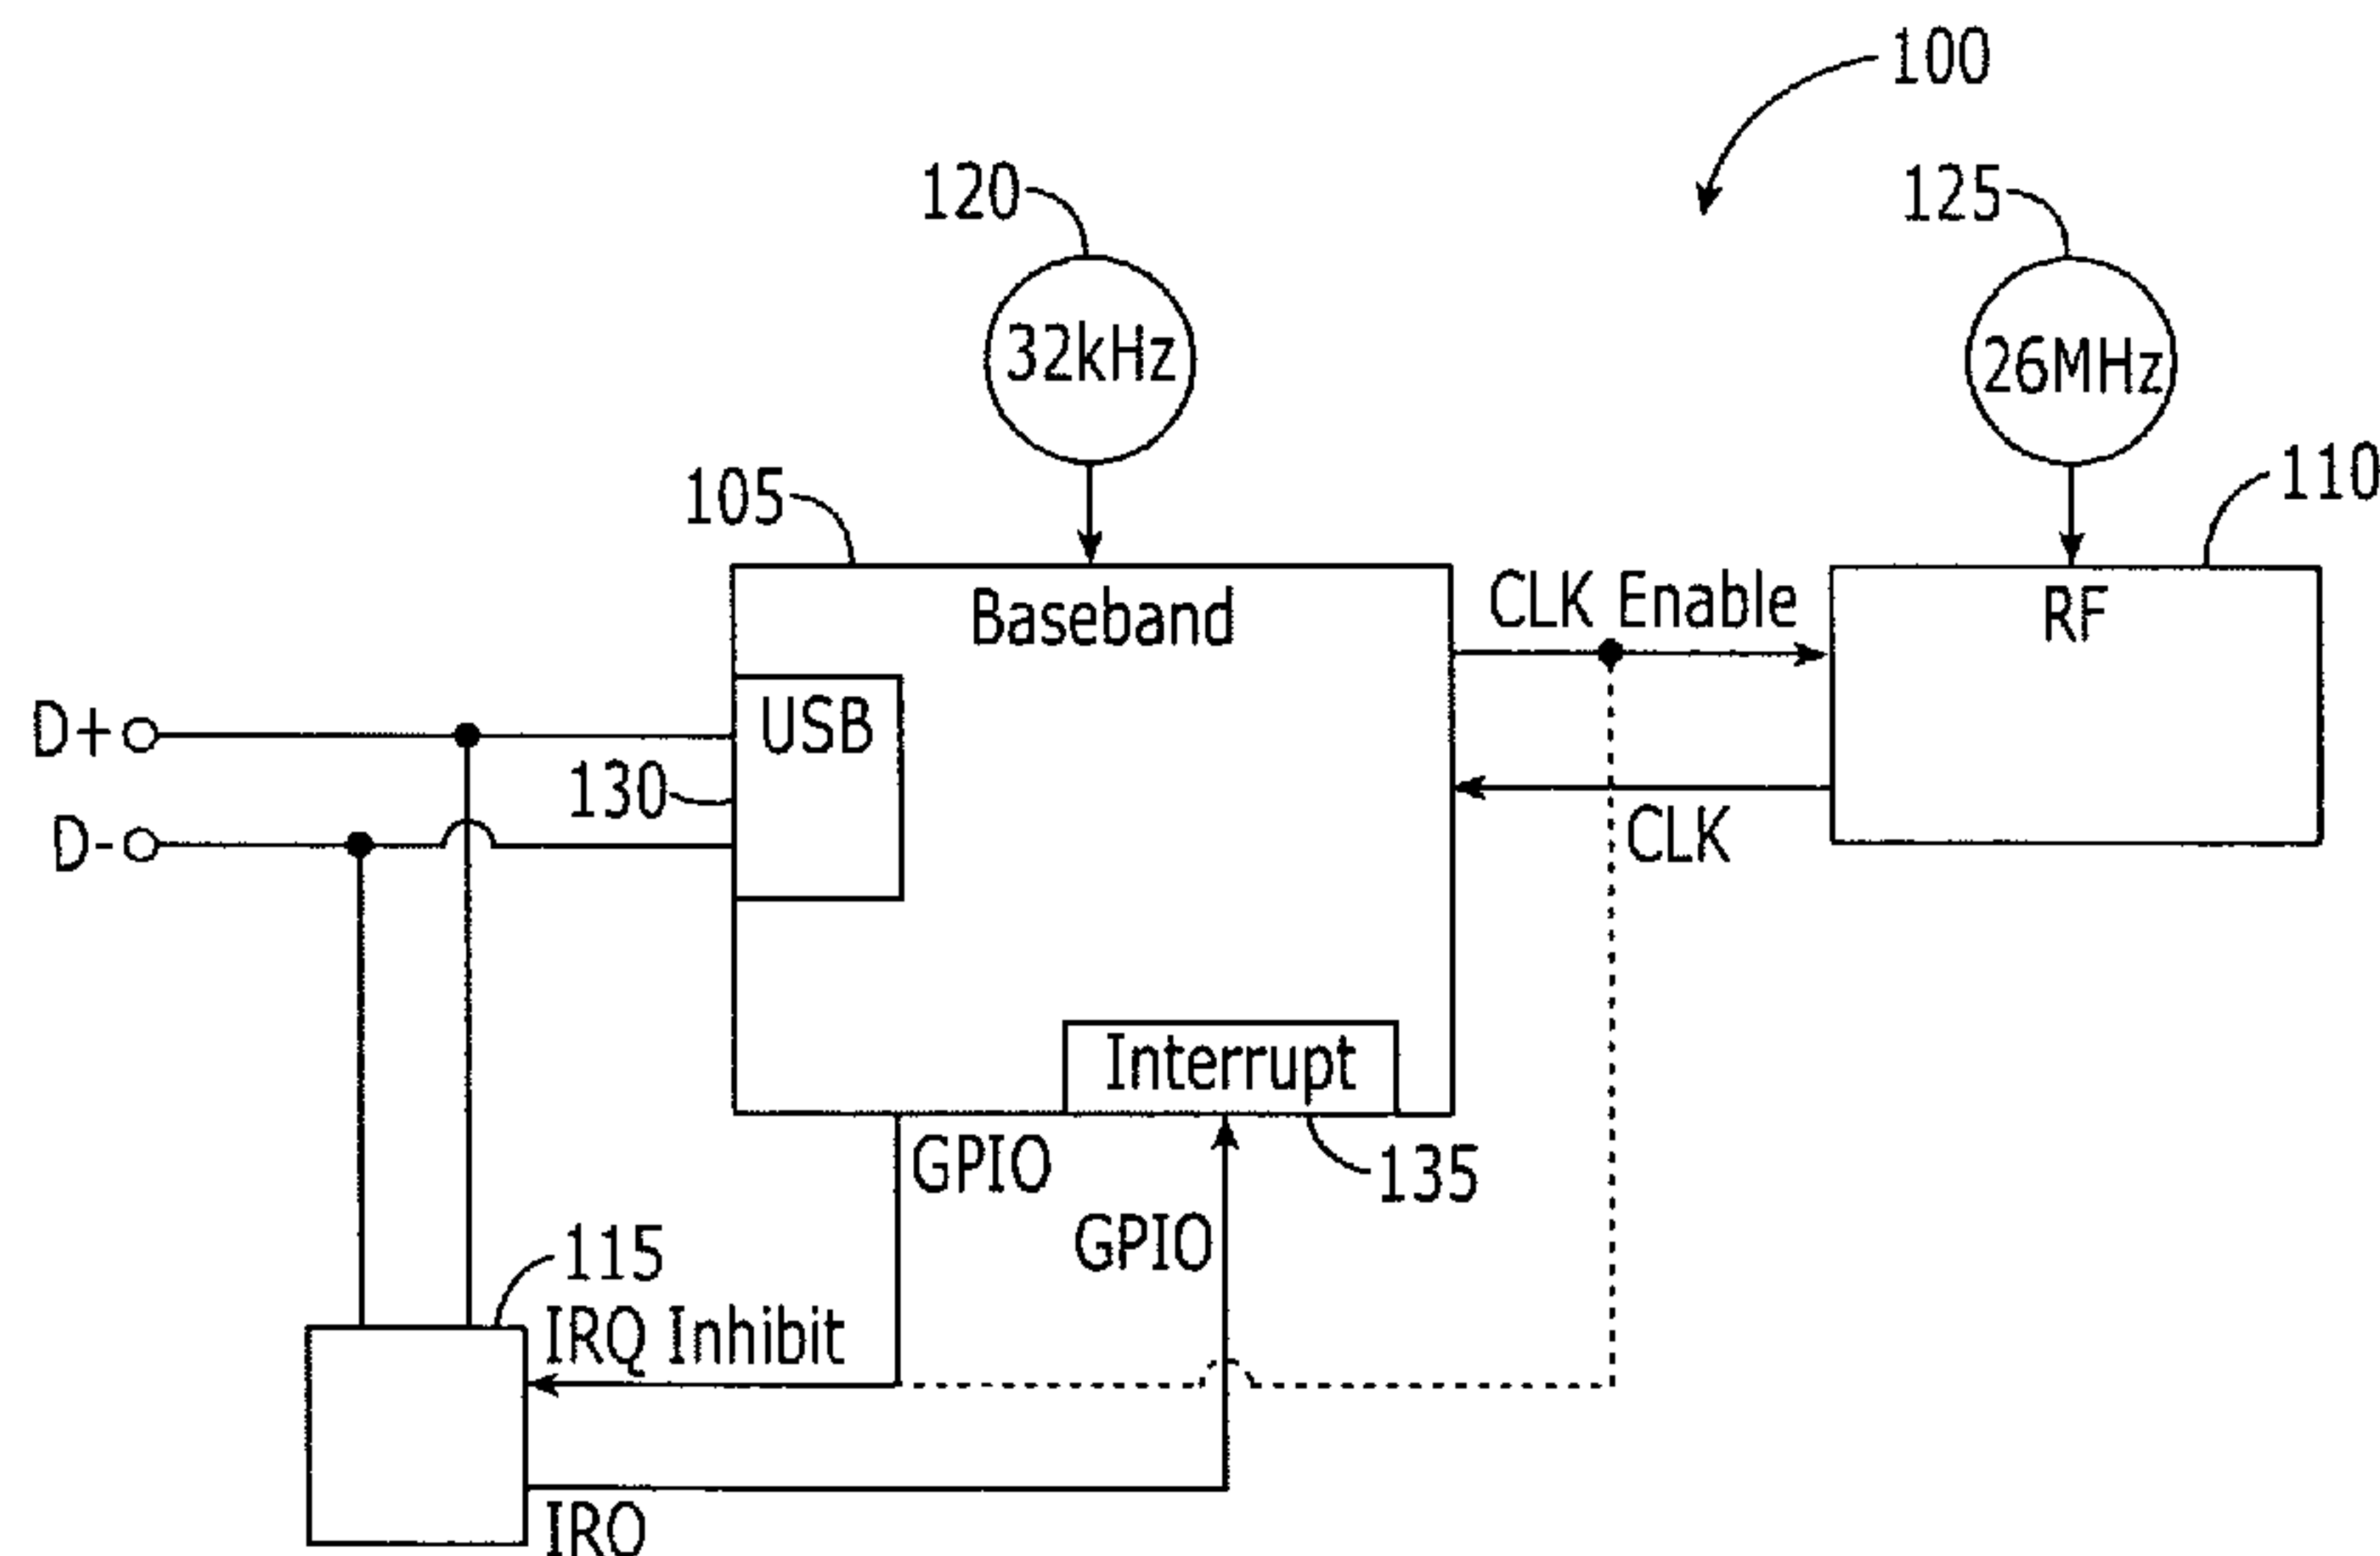 100
120
125
32kHz
26MHz
105
110
Baseband
CLK Enable
RF
D+
USB
130
D-
CLK
Interrupt
GPIO
135
GPIO
115
IRQ Inhibit